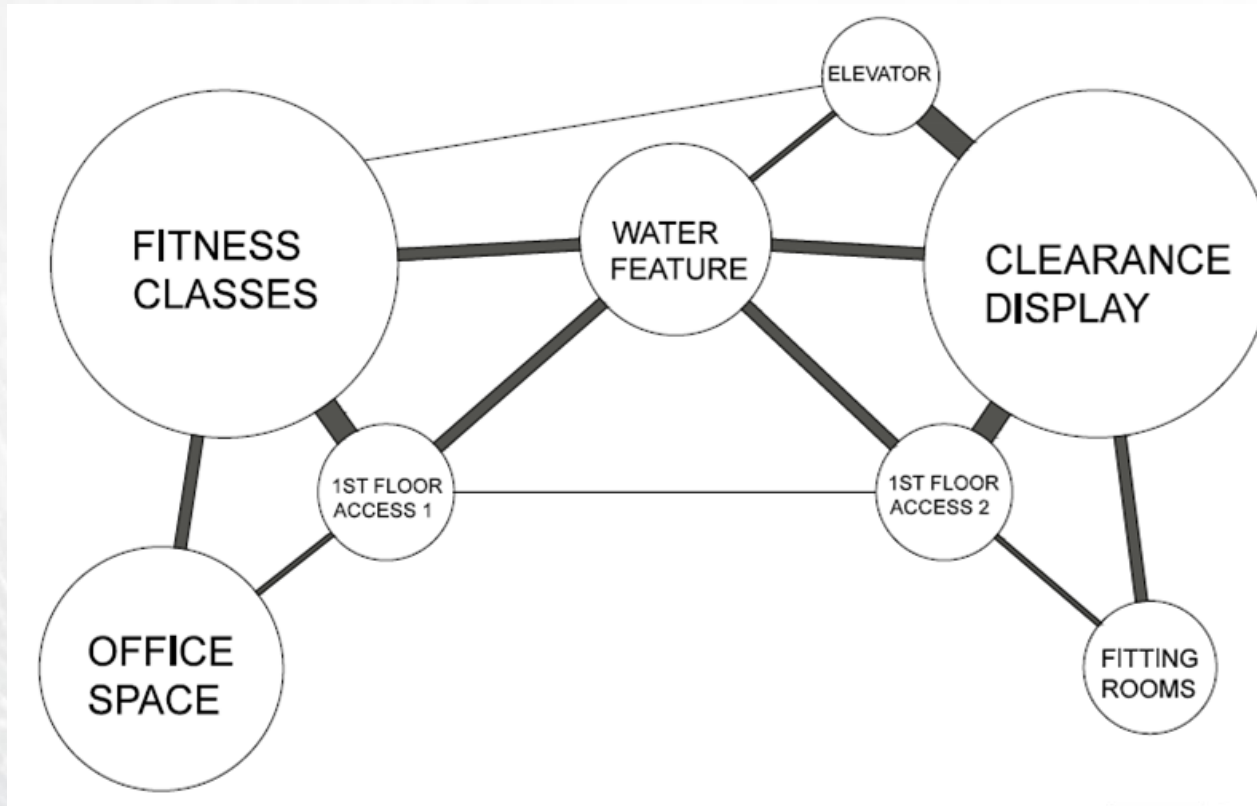 ELEVATOR
FITNESS
CLASSES
WATER
FEATURE
CLEARANCE
DISPLAY
1ST FLOOR
ACCESS 1
1ST FLOOR
ACCESS 2
OFFICE
SPACE
FITTING
ROOMS